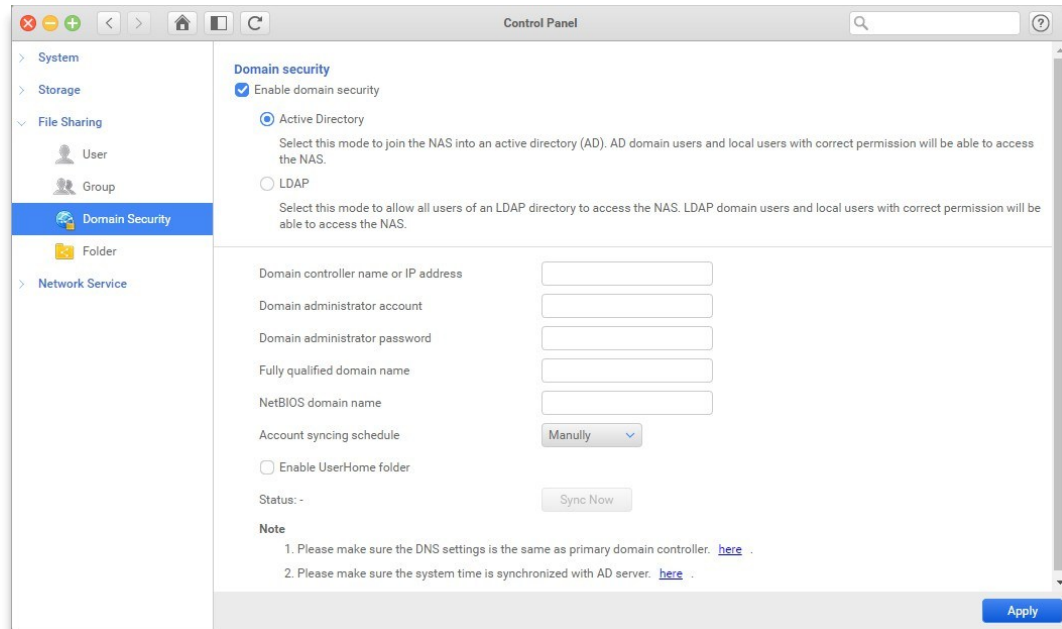 Control Panel
System
Storage
File Sharing
User
Group
Domain Security
Folder
Network Service
Domain security
Enable domain security
Active Directory
Select this mode to join the NAS into an active directory (AD). AD domain users and local users with correct permission will be able to access
the NAS.
LDAP
Select this mode to allow all users of an LDAP directory to access the NAS. LDAP domain users and local users with correct permission will be
able to access the NAS.
Domain controller name or IP address
Domain administrator account
Domain administrator password
Fully qualified domain name
NetBIOS domain name
Account syncing schedule Manully
Enable UserHome folder
Status: - Sync Now
Note
1. Please make sure the DNS settings is the same as primary domain controller. here .
2. Please make sure the system time is synchronized with AD server. here .
Apply